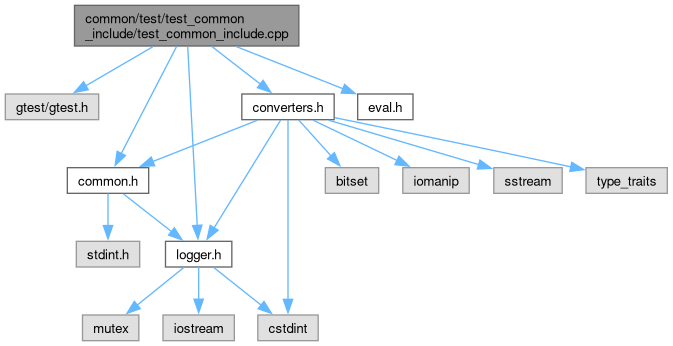 common/test/test_common
_include/test_common_include.cpp
gtest/gtest.h
converters.h
eval.h
common.h
bitset
iomanip
sstream
type_traits
stdint.h
logger.h
mutex
iostream
cstdint